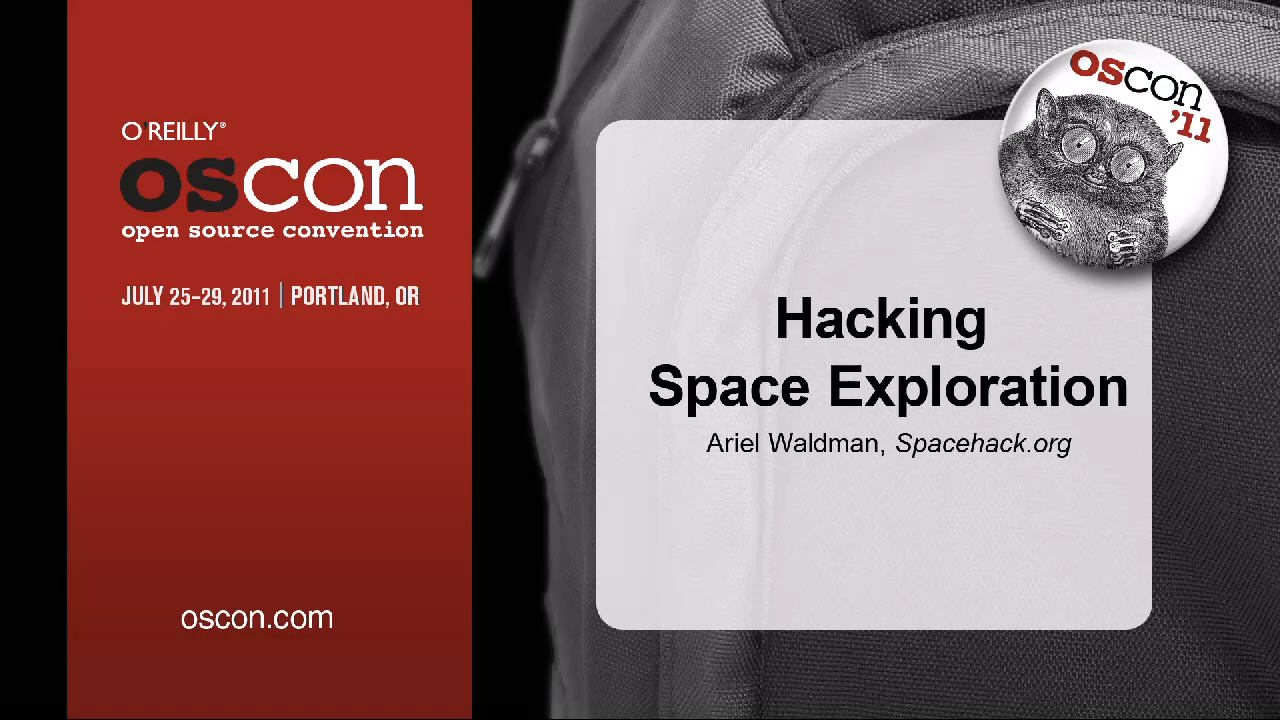 O'REILLY®
oscon
open source convention
JULY 25-29, 2011 | PORTLAND, OR
oscon.com
oscon
'11
Hacking
Space Exploration
Ariel Waldman, Spacehack.org